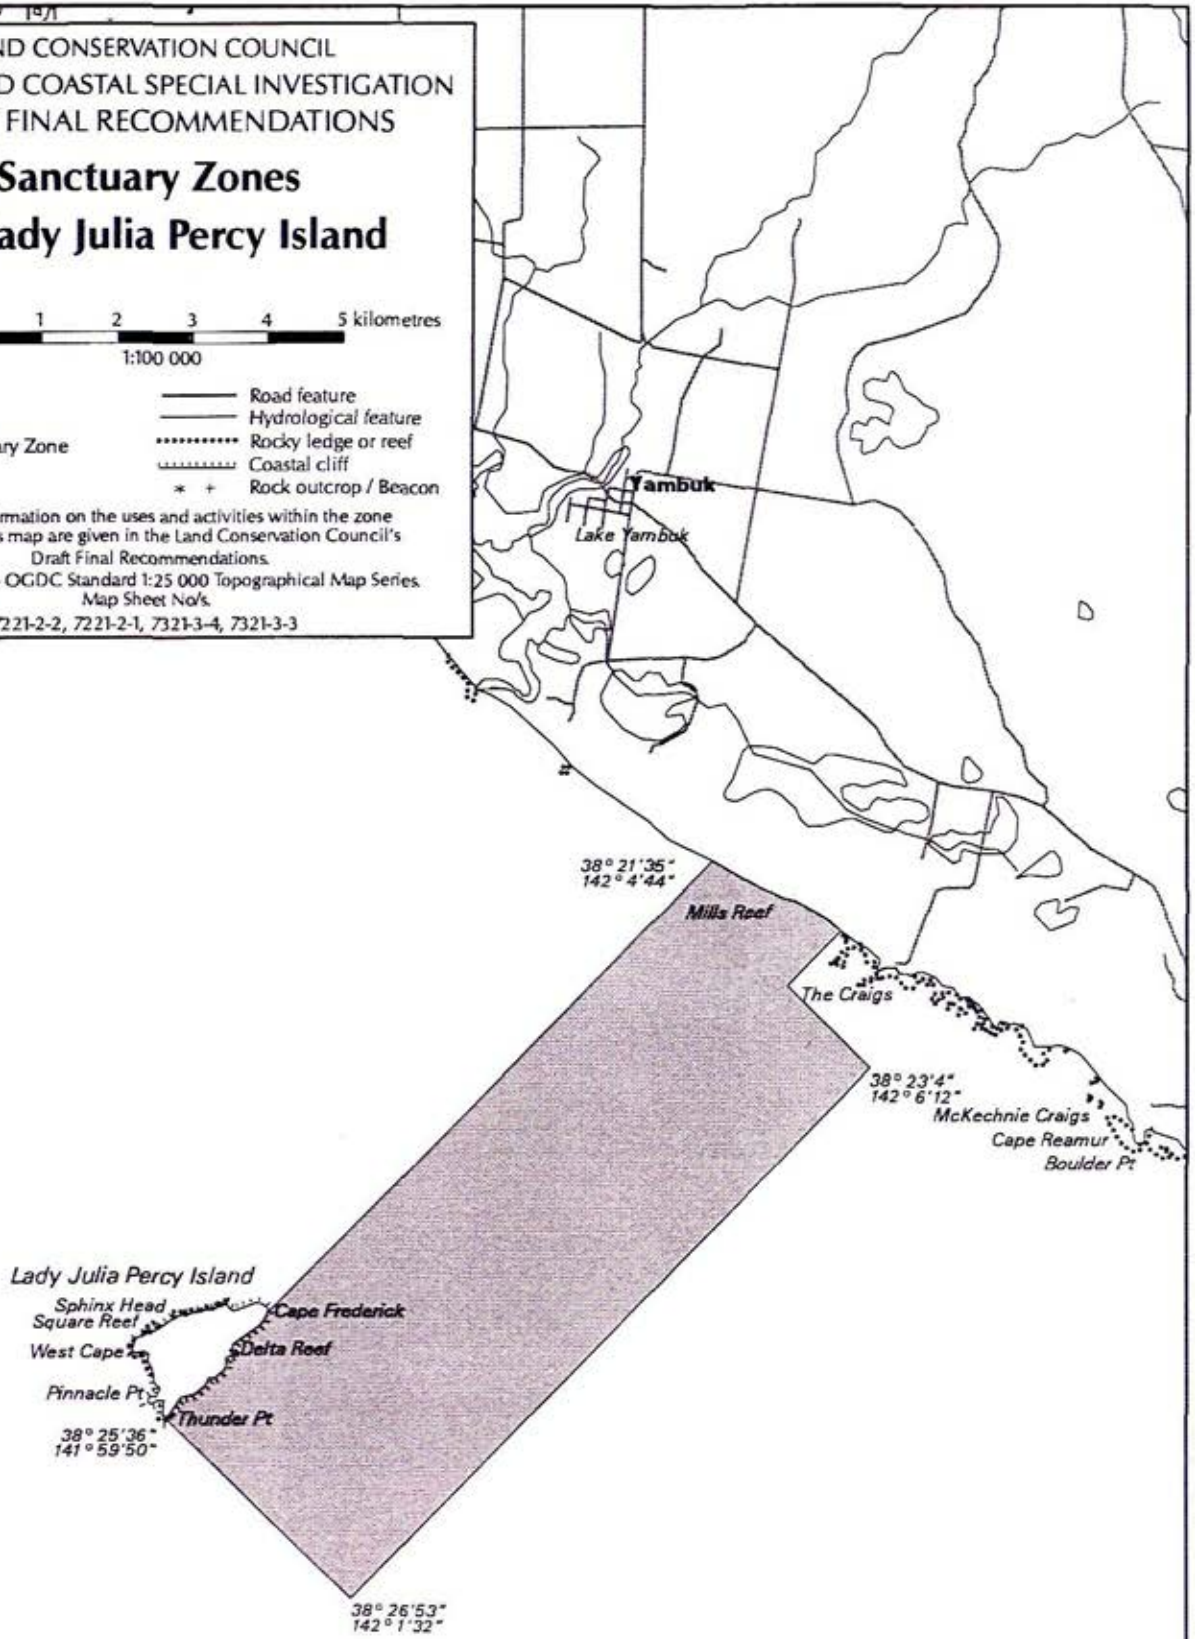 ND CONSERVATION COUNCIL
D COASTAL SPECIAL INVESTIGATION
FINAL RECOMMENDATIONS
Sanctuary Zones
ady Julia Percy Island
1 2 3 4 5 kilometres
1:100 000
Road feature
Hydrological feature
ry Zone Rocky ledge or reef
Coastal cliff
* + Rock outcrop / Beacon
rmation on the uses and activities within the zone
s map are given in the Land Conservation Council's
Draft Final Recommendations.
OGDC Standard 1:25 000 Topographical Map Series.
Map Sheet No/s.
7221-2-2, 7221-2-1, 7321-3-4, 7321-3-3
Yambuk
Lake Yambuk
38° 21'35"
142° 4'44"
Mills Reef
The Craigs
38° 23'4"
142° 6'12"
McKechnie Craigs
Cape Reamur
Boulder Pt
Lady Julia Percy Island
Sphinx Head
Cape Frederick
Square Reef
West Cape
Delta Reef
Pinnacle Pt
Thunder Pt
38° 25'36"
141° 59'50"
38° 26'53"
142° 1'32"